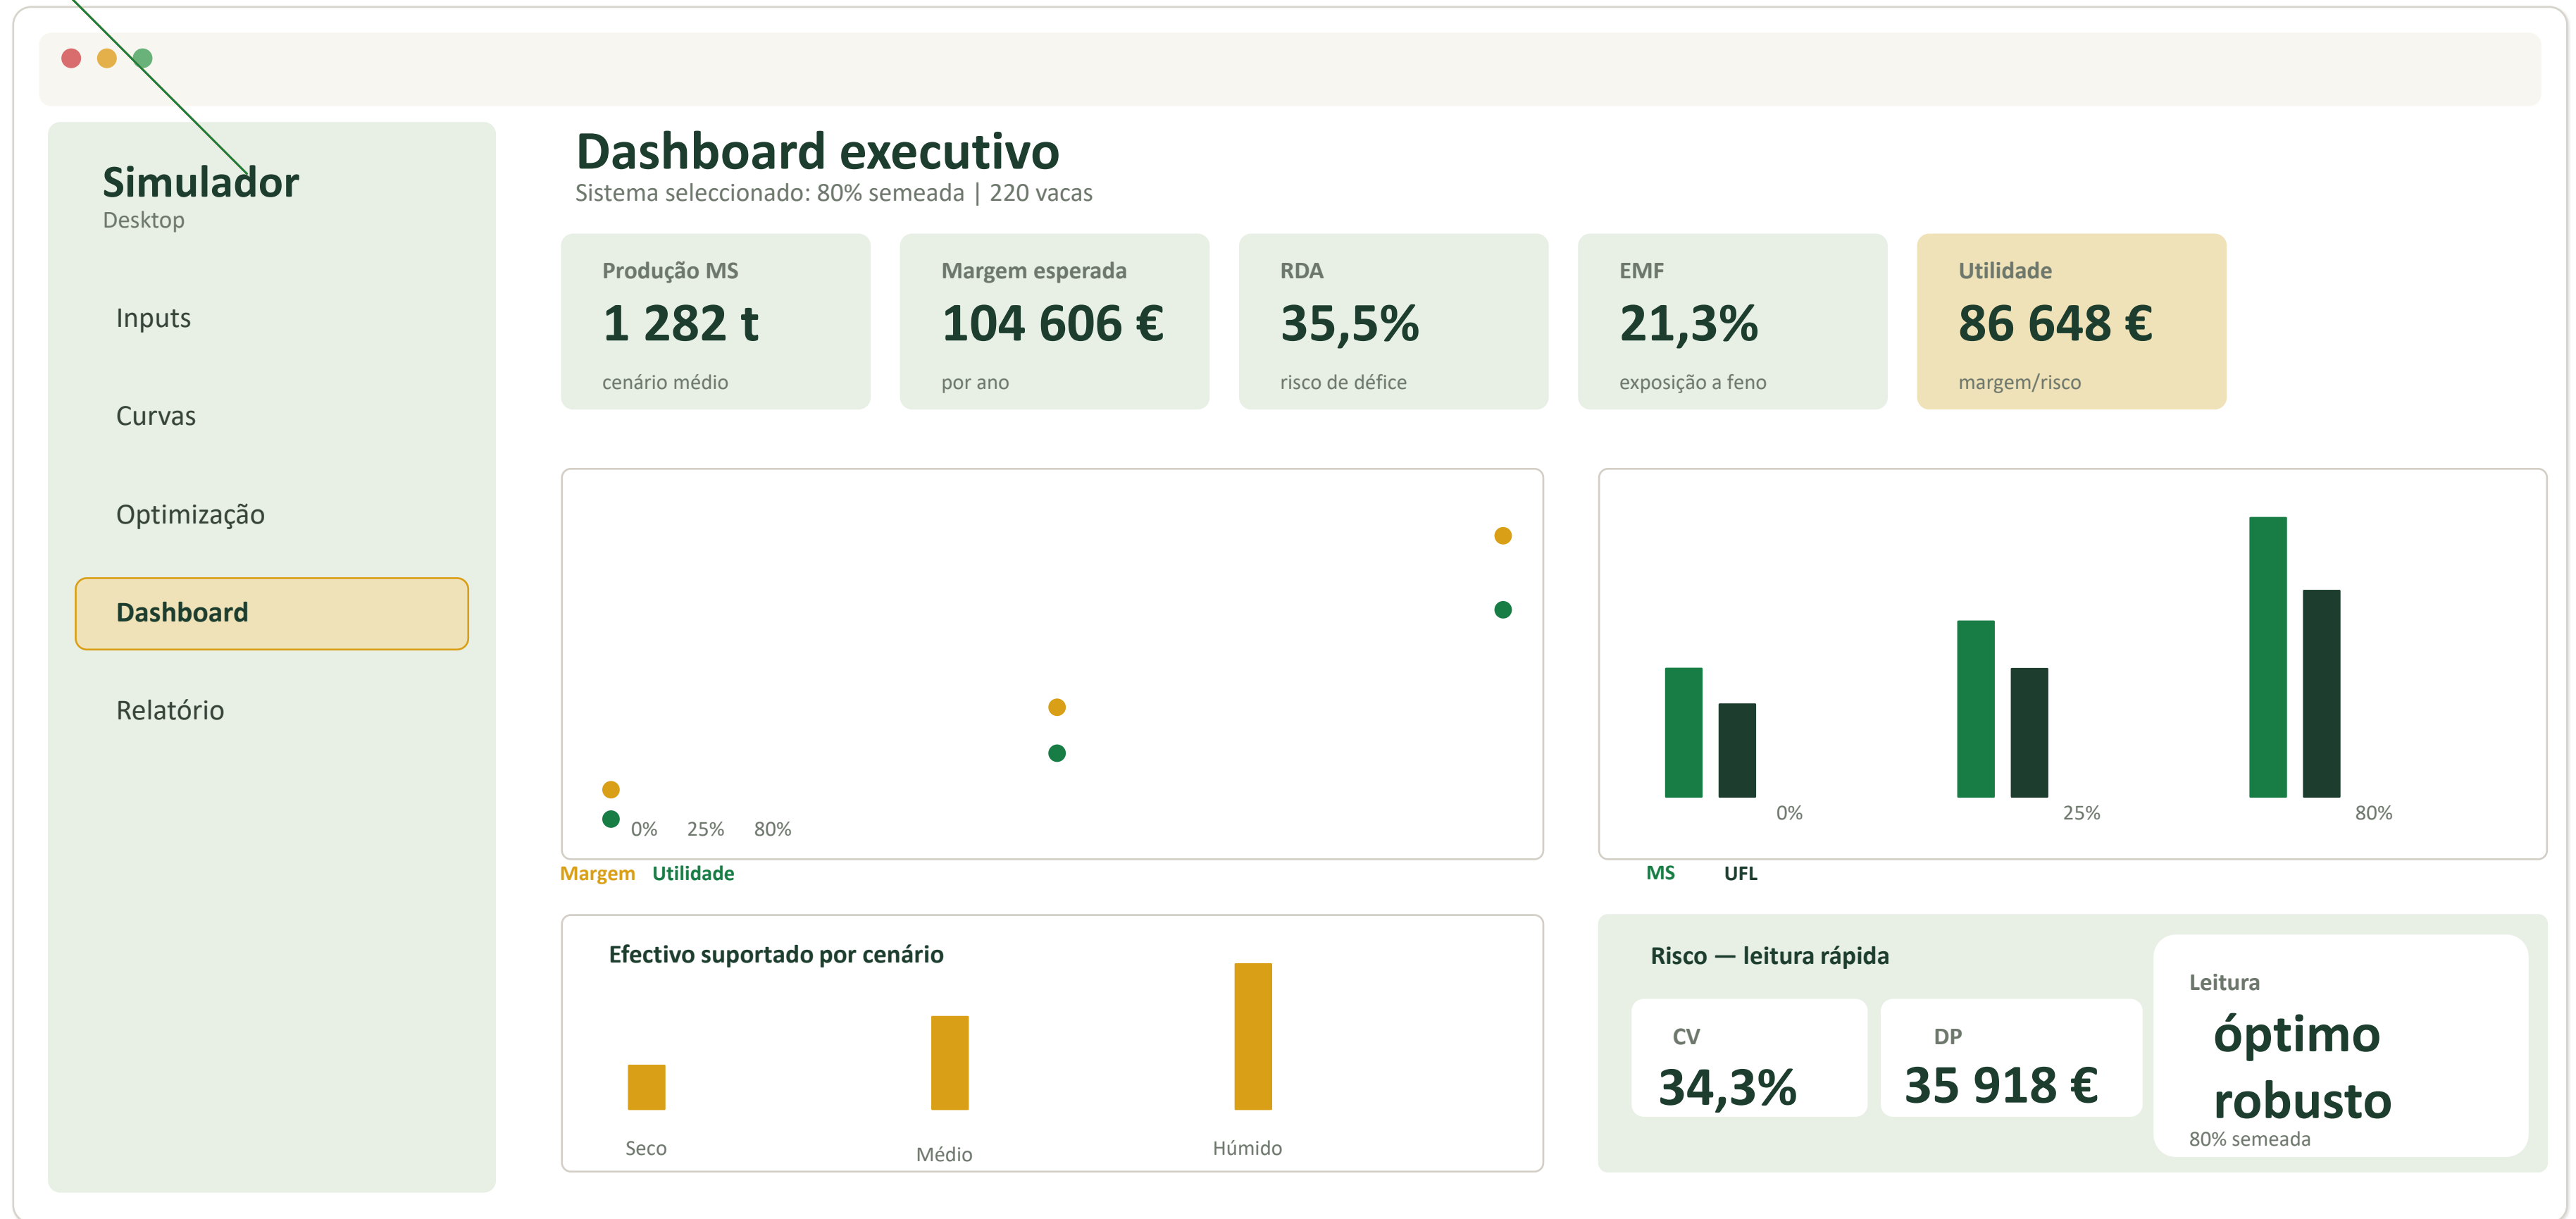 Simulador
Desktop
Inputs
Curvas
Optimização
Dashboard
Relatório
Dashboard executivo
Sistema seleccionado: 80% semeada | 220 vacas
Produção MS
1 282 t
cenário médio
Margem esperada
104 606 €
por ano
RDA
35,5%
risco de défice
EMF
21,3%
exposição a feno
Utilidade
86 648 €
margem/risco
0% 25% 80%
Margem Utilidade
0% 25% 80%
MS UFL
Efectivo suportado por cenário
Seco Médio Húmido
Risco — leitura rápida
CV
34,3%
DP
35 918 €
Leitura
óptimo
robusto
80% semeada